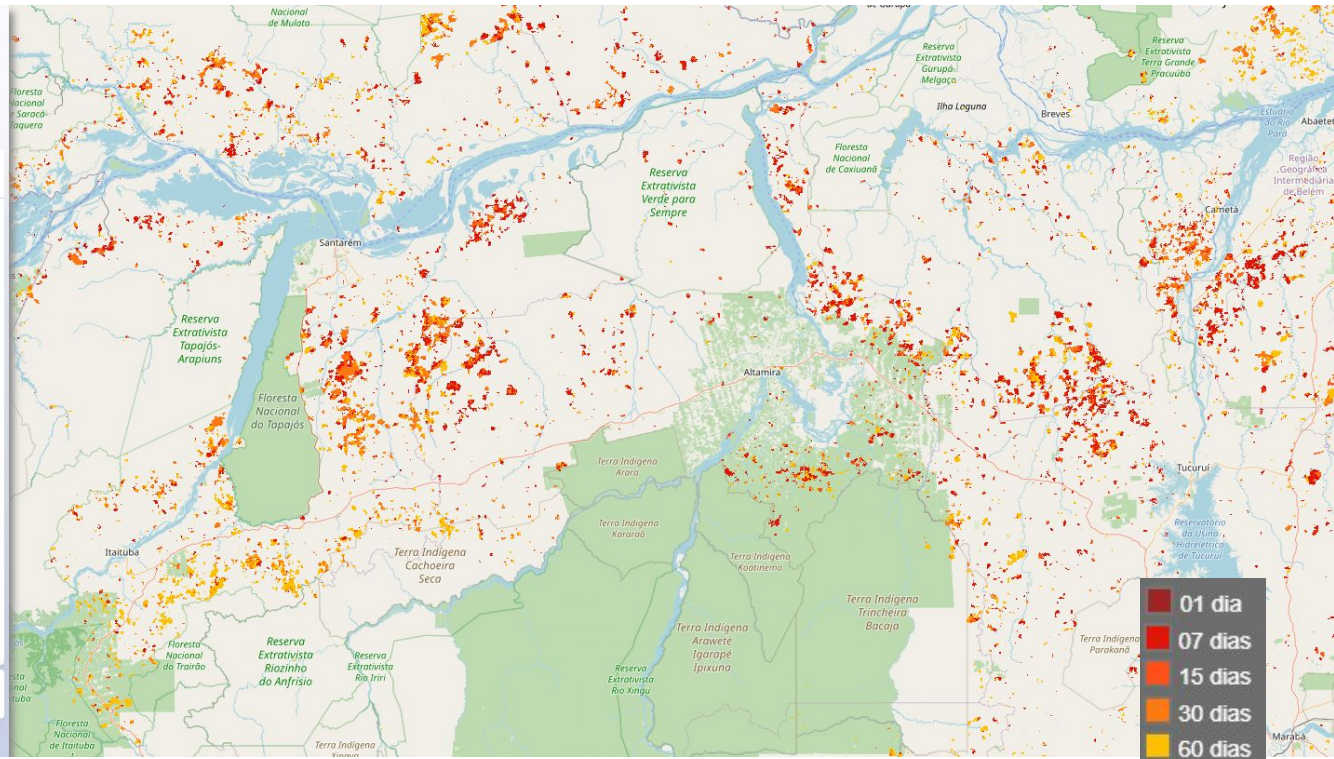 Nacional
de Mulata
de Gurupá
Reserva
Extrativista
Gurupá-
Melgaço
Reserva
Extrativista
Terra Grande
Pracuúba
Floresta
Nacional
de Saracá-
Taquera
Ilha Laguna
Breves
Estuário
do Rio
Pará
Abaetet
Região
Geográfica
Intermediária
de Belém
Floresta
Nacional
de Caxiuanã
Reserva
Extrativista
Verde para
Sempre
Cametá
Santarém
Reserva
Extrativista
Tapajós-
Arapiuns
Altamira
Floresta
Nacional
do Tapajós
Terra Indígena
Arara
Tucuruí
Terra Indígena
Kararaô
Reservatório
da Usina
Hidrelétrica
de Tucuruí
Itaituba
Terra Indígena
Cachoeira
Seca
Terra Indígena
Koatinemo
Terra Indígena
Trincheira
Bacaja
Terra Indígena
Araweté
Igarapé
Ipixuna
Terra Indígena
Parakanã
Floresta
Nacional
do Trairão
Reserva
Extrativista
Riozinho
do Anfrísio
Reserva
Extrativista
Rio Iriri
Reserva
Extrativista
Rio Xingu
Floresta
Nacional
de Itaituba
Terra Indígena
Xipaya
Marabá
01 dia
07 dias
15 dias
30 dias
60 dias